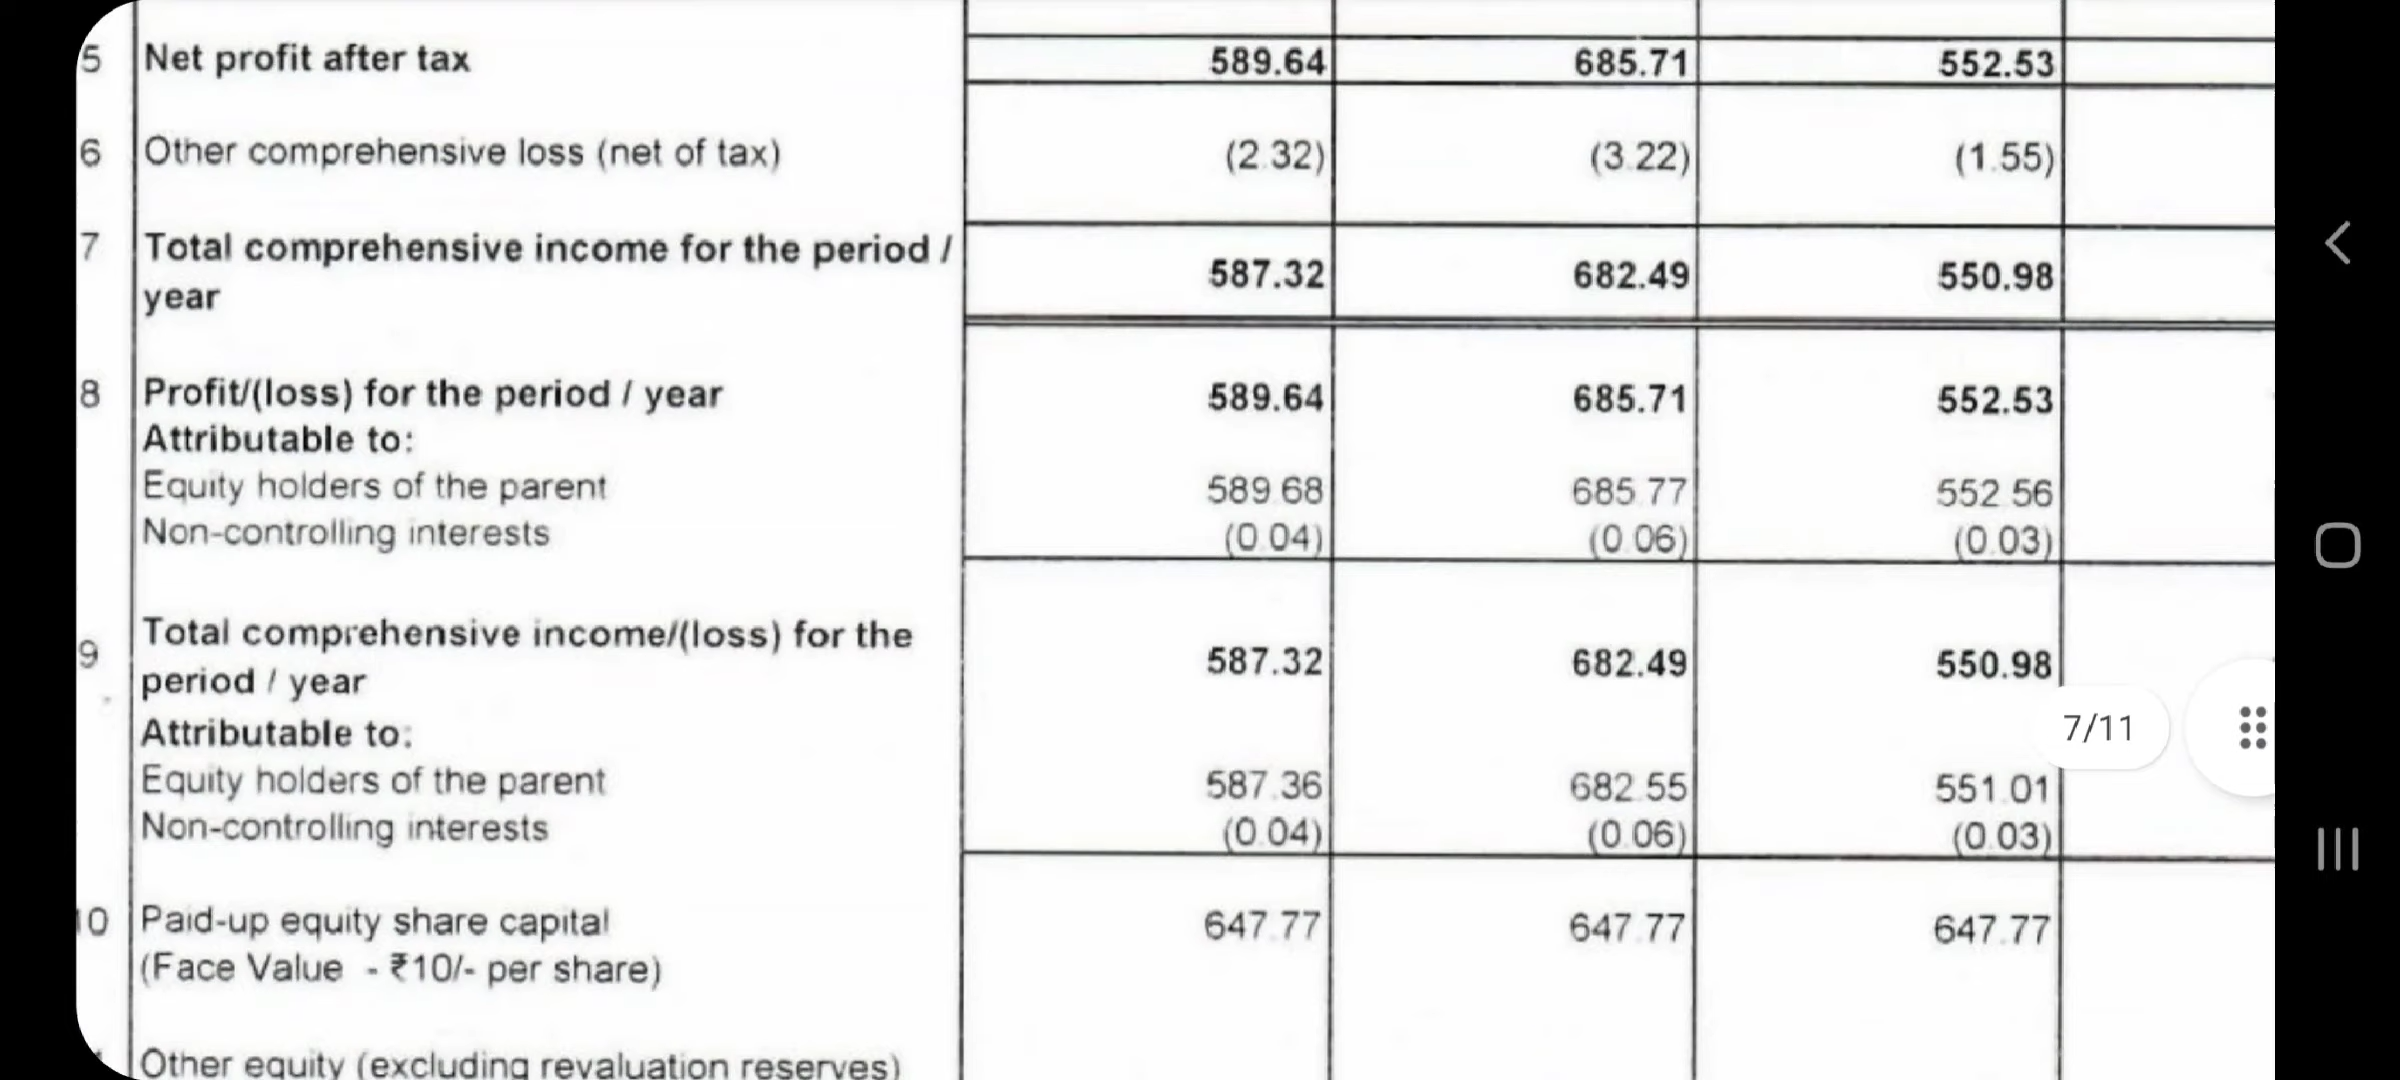 5 Net profit after tax 589.64 685.71 552.53
6 Other comprehensive loss (net of tax) (2.32) (3.22) (1.55)
7 Total comprehensive income for the period /
year 587.32 682.49 550.98
8 Profit/(loss) for the period / year 589.64 685.71 552.53
Attributable to:
Equity holders of the parent 589.68 685.77 552.56
Non-controlling interests (0.04) (0.06) (0.03)
9 Total comprehensive income/(loss) for the
period / year 587.32 682.49 550.98
7/11
Attributable to:
Equity holders of the parent 587.36 682.55 551.01
Non-controlling interests (0.04) (0.06) (0.03)
10 Paid-up equity share capital 647.77 647.77 647.77
(Face Value - ₹10/- per share)
Other equity (excluding revaluation reserves)